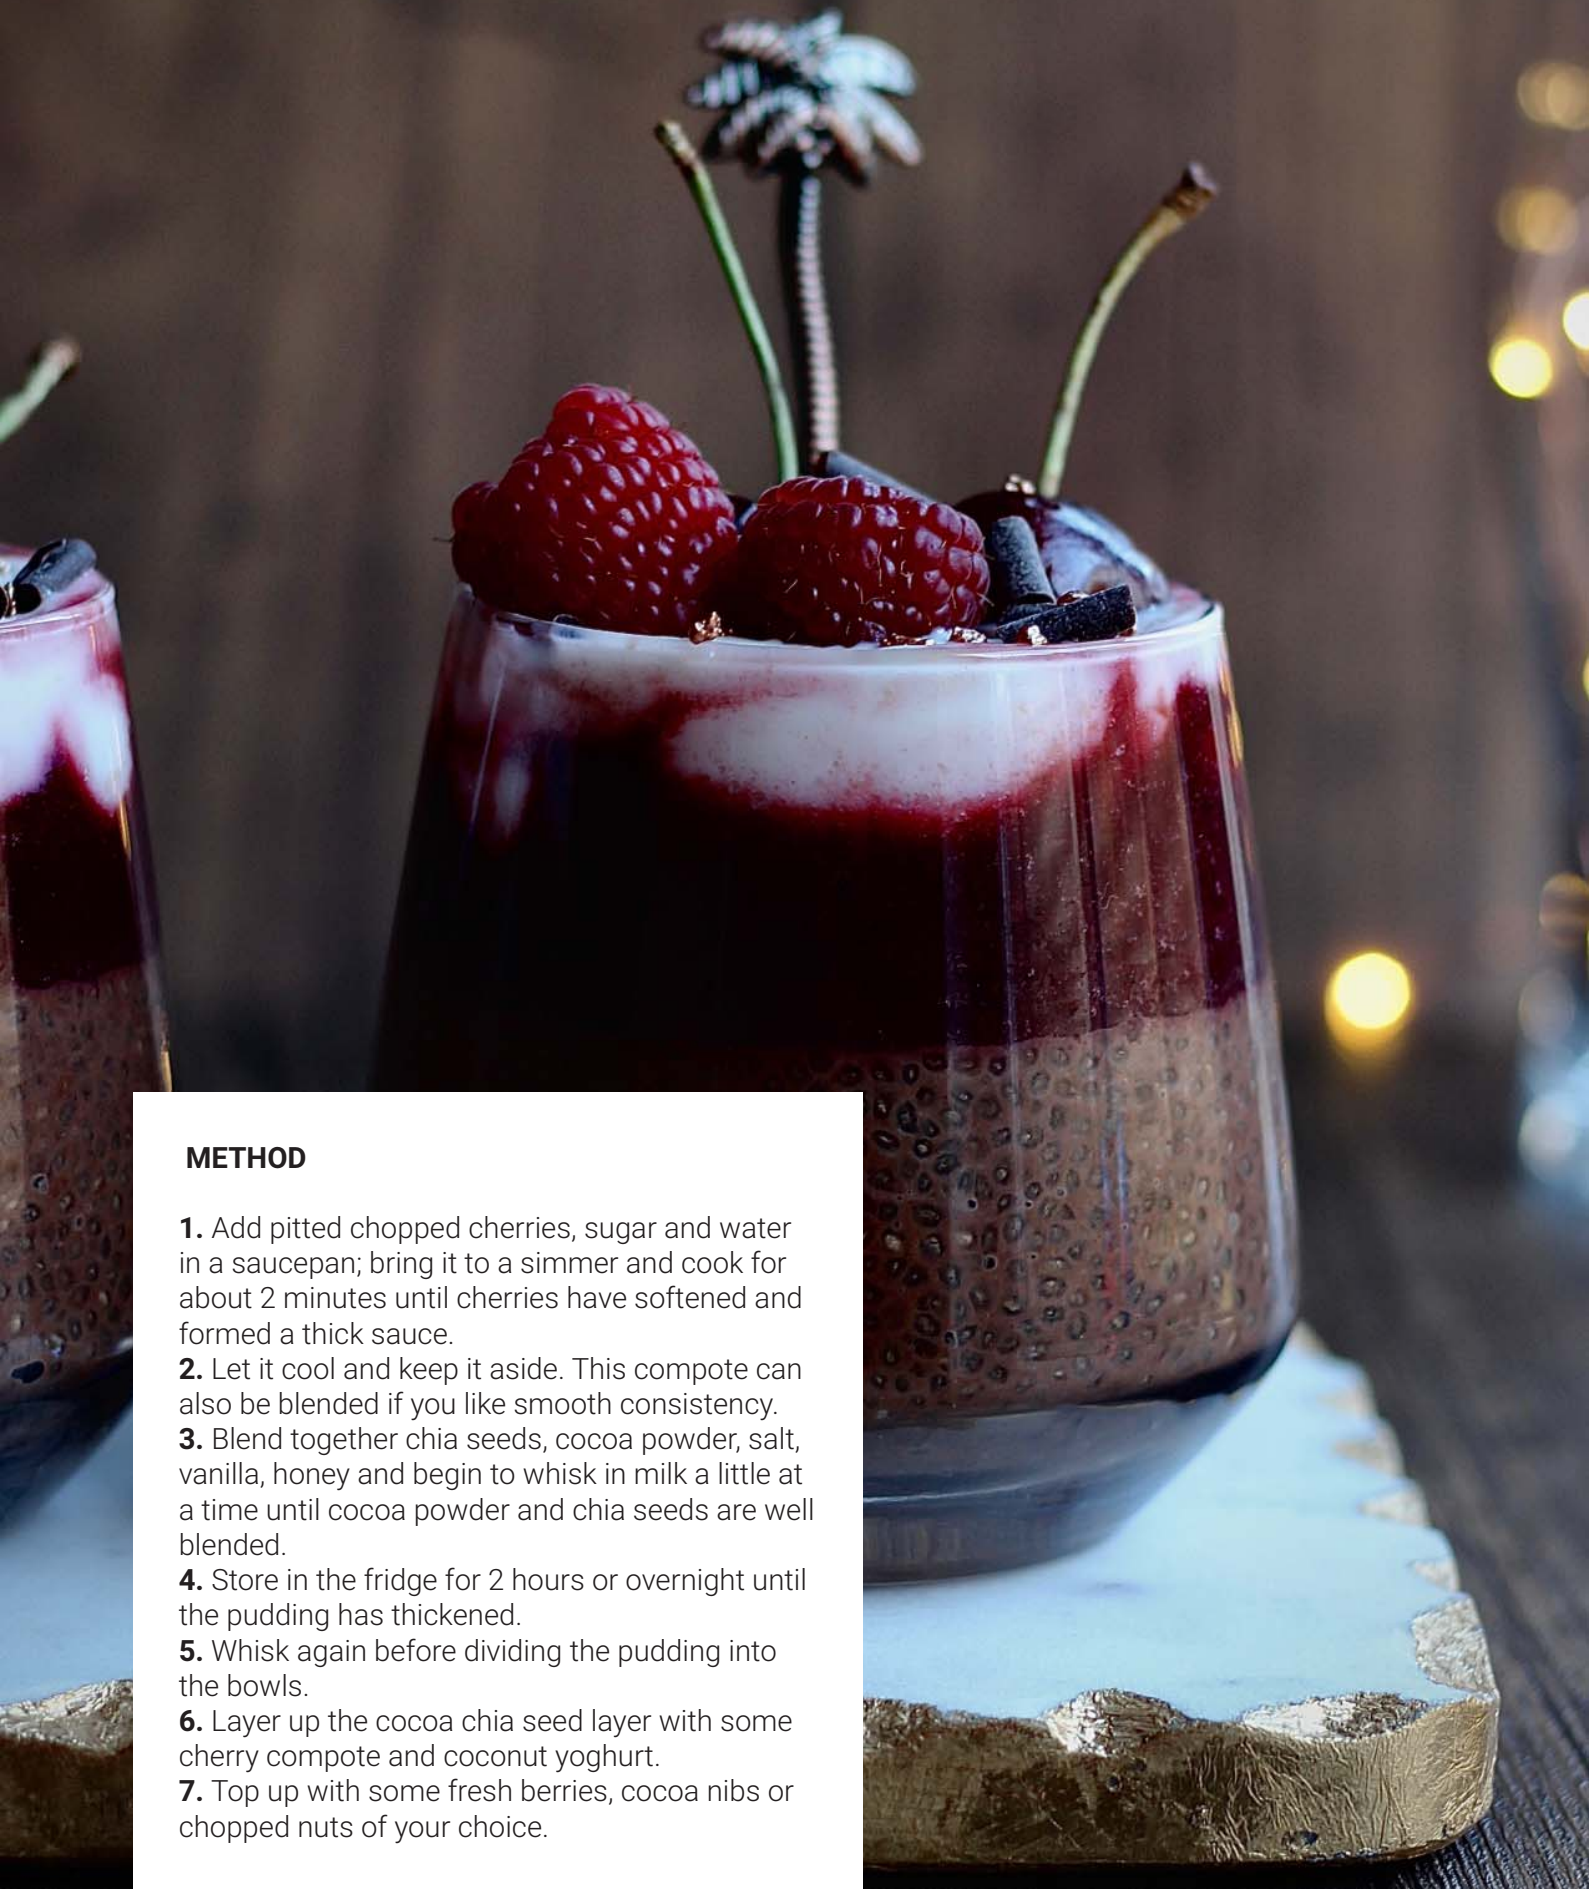 METHOD
1. Add pitted chopped cherries, sugar and water
in a saucepan; bring it to a simmer and cook for
about 2 minutes until cherries have softened and
formed a thick sauce.
2. Let it cool and keep it aside. This compote can
also be blended if you like smooth consistency.
3. Blend together chia seeds, cocoa powder, salt,
vanilla, honey and begin to whisk in milk a little at
a time until cocoa powder and chia seeds are well
blended.
4. Store in the fridge for 2 hours or overnight until
the pudding has thickened.
5. Whisk again before dividing the pudding into
the bowls.
6. Layer up the cocoa chia seed layer with some
cherry compote and coconut yoghurt.
7. Top up with some fresh berries, cocoa nibs or
chopped nuts of your choice.